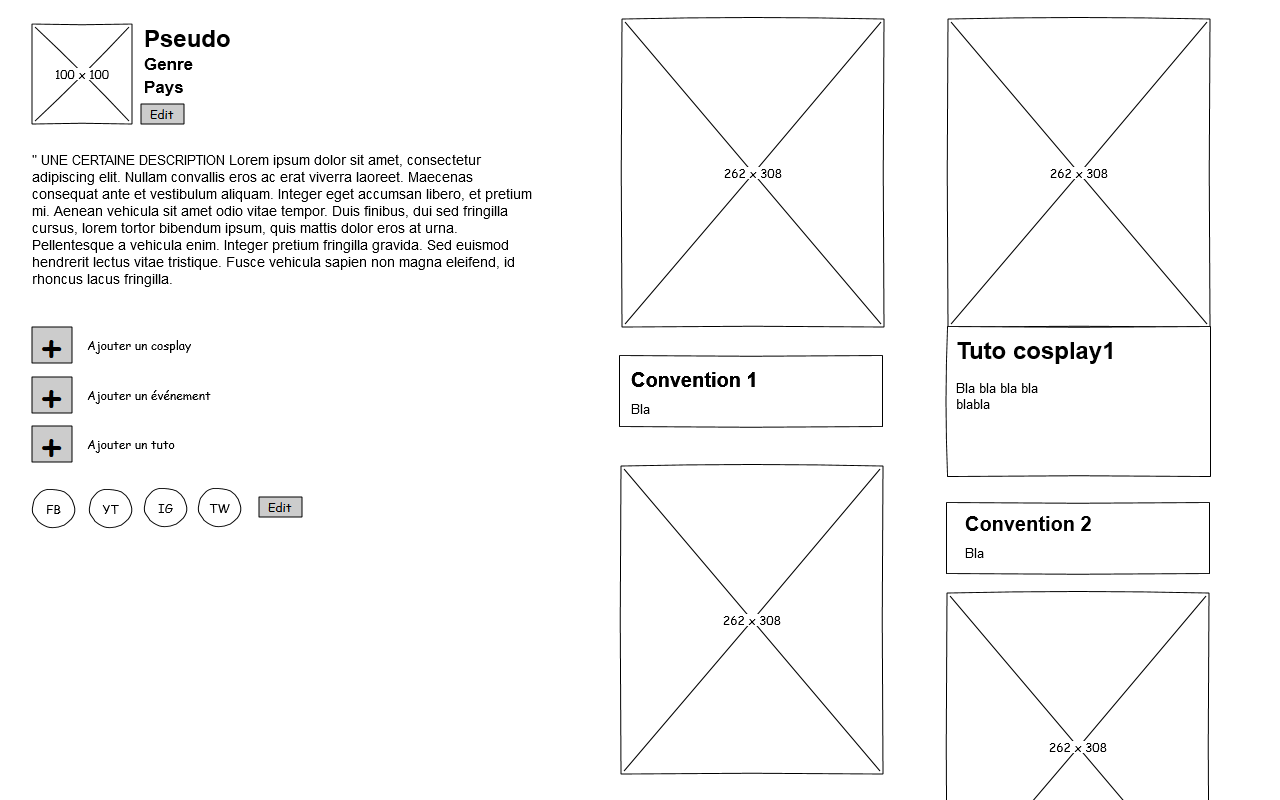 100 x 100
Pseudo
Genre
Pays
Edit
" UNE CERTAINE DESCRIPTION Lorem ipsum dolor sit amet, consectetur
adipiscing elit. Nullam convallis eros ac erat viverra laoreet. Maecenas
consequat ante et vestibulum aliquam. Integer eget accumsan libero, et pretium
mi. Aenean vehicula sit amet odio vitae tempor. Duis finibus, dui sed fringilla
cursus, lorem tortor bibendum ipsum, quis mattis dolor eros at urna.
Pellentesque a vehicula enim. Integer pretium fringilla gravida. Sed euismod
hendrerit lectus vitae tristique. Fusce vehicula sapien non magna eleifend, id
rhoncus lacus fringilla.
+ Ajouter un cosplay
+ Ajouter un événement
+ Ajouter un tuto
FB YT IG TW Edit
262 x 308
Convention 1
Bla
262 x 308
262 x 308
Tuto cosplay1
Bla bla bla bla
blabla
Convention 2
Bla
262 x 308